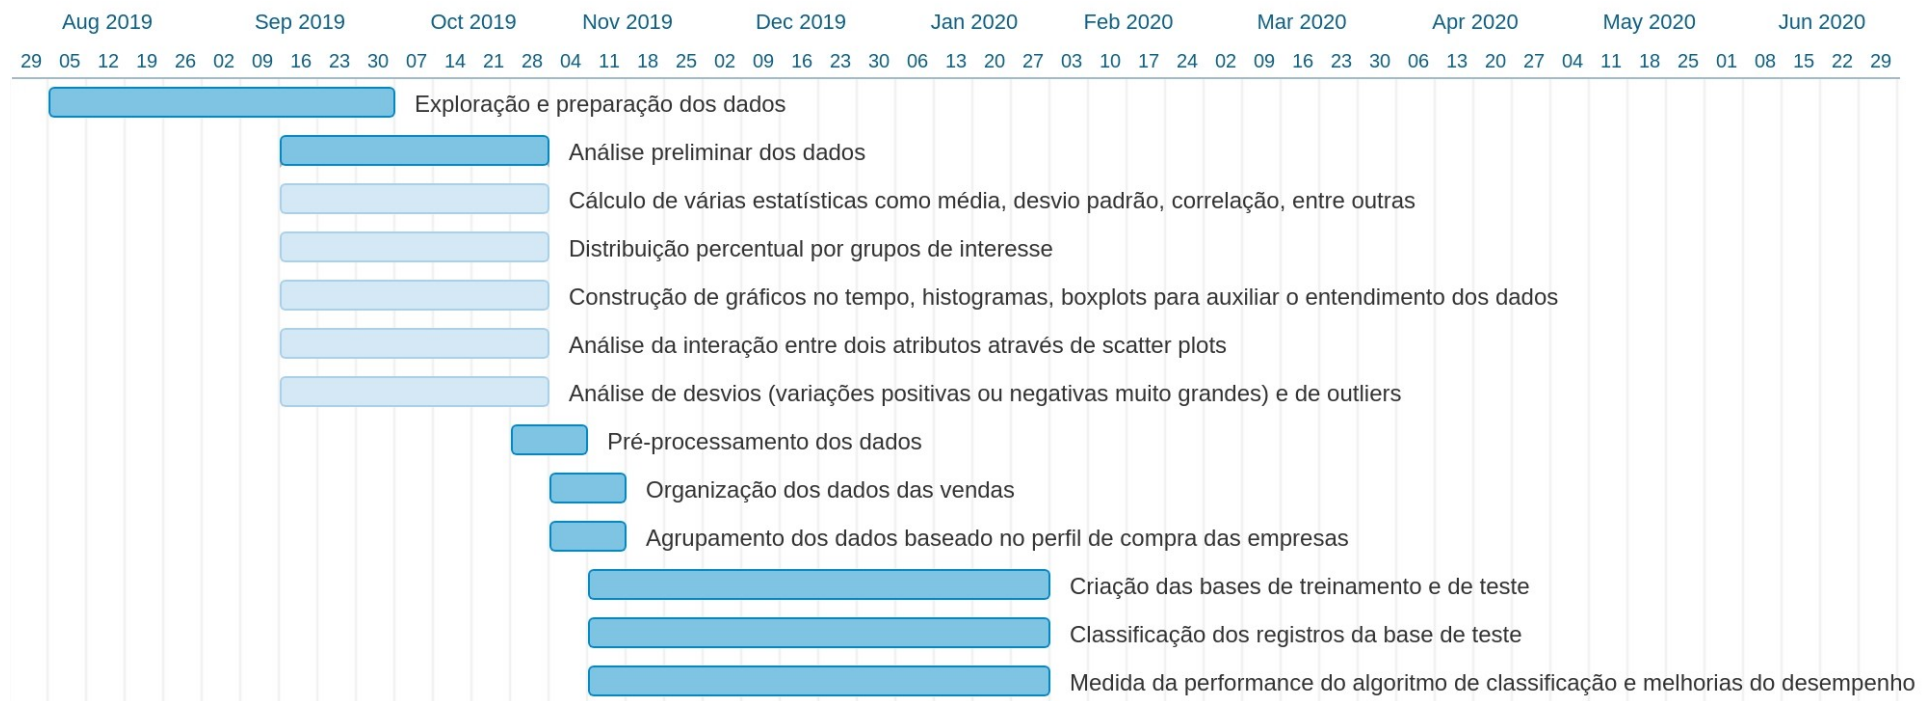 Aug 2019 Sep 2019 Oct 2019 Nov 2019 Dec 2019 Jan 2020 Feb 2020 Mar 2020 Apr 2020 May 2020 Jun 2020
29 05 12 19 26 02 09 16 23 30 07 14 21 28 04 11 18 25 02 09 16 23 30 06 13 20 27 03 10 17 24 02 09 16 23 30 06 13 20 27 04 11 18 25 01 08 15 22 29
Exploração e preparação dos dados
Análise preliminar dos dados
Cálculo de várias estatísticas como média, desvio padrão, correlação, entre outras
Distribuição percentual por grupos de interesse
Construção de gráficos no tempo, histogramas, boxplots para auxiliar o entendimento dos dados
Análise da interação entre dois atributos através de scatter plots
Análise de desvios (variações positivas ou negativas muito grandes) e de outliers
Pré-processamento dos dados
Organização dos dados das vendas
Agrupamento dos dados baseado no perfil de compra das empresas
Criação das bases de treinamento e de teste
Classificação dos registros da base de teste
Medida da performance do algoritmo de classificação e melhorias do desempenho